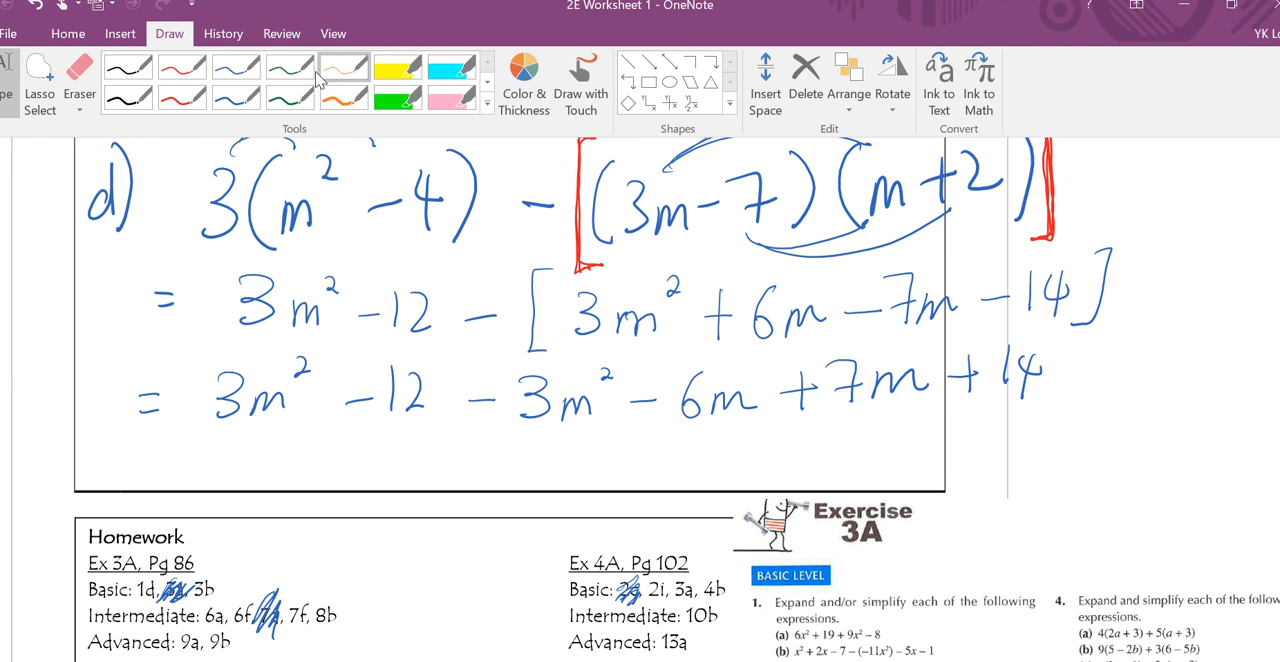 2E Worksheet 1 - OneNote
File Home Insert Draw History Review View
Lasso Select
Eraser
Color & Thickness
Draw with Touch
Insert Space
Delete
Arrange
Rotate
Ink to Text
Ink to Math
Tools
Shapes
Edit
Convert
d) 3(m² - 4) - [(3m - 7)(m + 2)]
= 3m² - 12 - [3m² + 6m - 7m - 14]
= 3m² - 12 - 3m² - 6m + 7m + 14
Homework
Ex 3A, Pg 86
Basic: 1d, 3b
Intermediate: 6a, 6f, 7f, 8b
Advanced: 9a, 9b
Ex 4A, Pg 102
Basic: 2i, 3a, 4b
Intermediate: 10b
Advanced: 13a
Exercise
3A
BASIC LEVEL
1. Expand and/or simplify each of the following
expressions.
(a) 6x² + 19 + 9x² – 8
(b) x² + 2x – 7 – (–11x²) – 5x – 1
4. Expand and simplify each of the
expressions.
(a) 4(2a + 3) + 5(a + 3)
(b) 9(5 – 2b) + 3(6 – 5b)